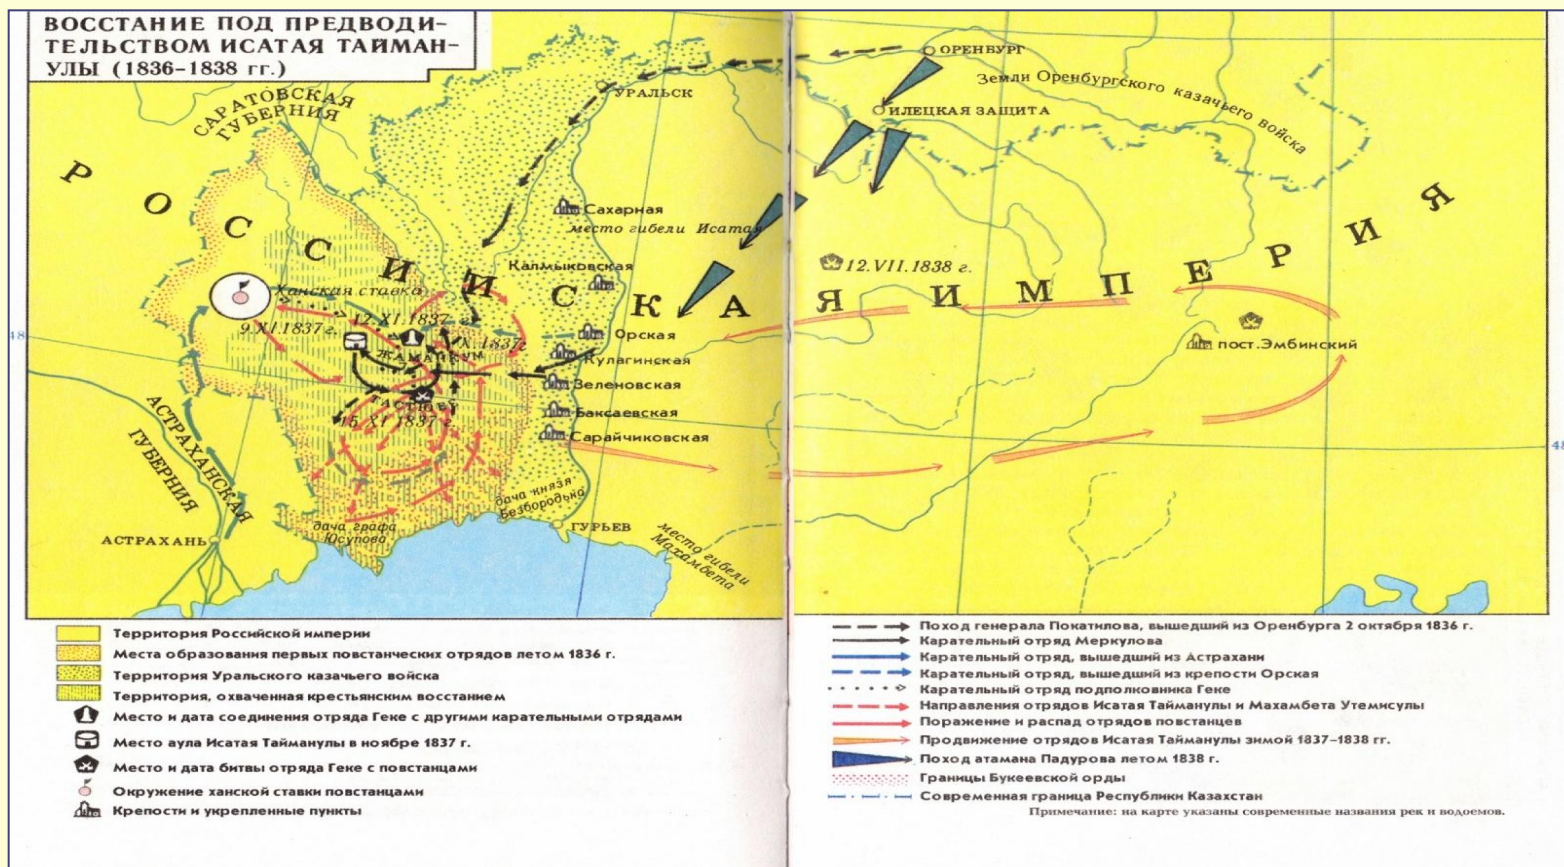 ВОССТАНИЕ ПОД ПРЕДВОДИ-
ТЕЛЬСТВОМ ИСАТАЯ ТАЙМАН-
УЛЫ (1836–1838 гг.)
САРАТОВСКАЯ
ГУБЕРНИЯ
УРАЛЬСК
ОРЕНБУРГ
Земли Оренбургского казачьего войска
ИЛЕЦКАЯ ЗАЩИТА
РОССИЙСКАЯ ИМПЕРИЯ
Сахарная
место гибели Исатая
12.VII.1838 г.
Калмыковская
Ханская ставка
9.XI.1837 г.
12.XI.1837 г.
X.1837г.
ЖАМАНКУМ
Орская
Кулагинская
пост.Эмбинский
Зеленовская
ТАСТЮБЕ
15.XI.1837 г.
Баксаевская
Сарайчиковская
48
48
АСТРАХАНСКАЯ
ГУБЕРНИЯ
дача князя
Безбородько
дача графа
Юсупова
ГУРЬЕВ
АСТРАХАНЬ
место гибели
Махамбета
Территория Российской империи
Места образования первых повстанческих отрядов летом 1836 г.
Территория Уральского казачьего войска
Территория, охваченная крестьянским восстанием
Место и дата соединения отряда Геке с другими карательными отрядами
Место аула Исатая Тайманулы в ноябре 1837 г.
Место и дата битвы отряда Геке с повстанцами
Окружение ханской ставки повстанцами
Крепости и укрепленные пункты
Поход генерала Покатилова, вышедший из Оренбурга 2 октября 1836 г.
Карательный отряд Меркулова
Карательный отряд, вышедший из Астрахани
Карательный отряд, вышедший из крепости Орская
Карательный отряд подполковника Геке
Направления отрядов Исатая Тайманулы и Махамбета Утемисулы
Поражение и распад отрядов повстанцев
Продвижение отрядов Исатая Тайманулы зимой 1837–1838 гг.
Поход атамана Падурова летом 1838 г.
Границы Букеевской орды
Современная граница Республики Казахстан
Примечание: на карте указаны современные названия рек и водоемов.